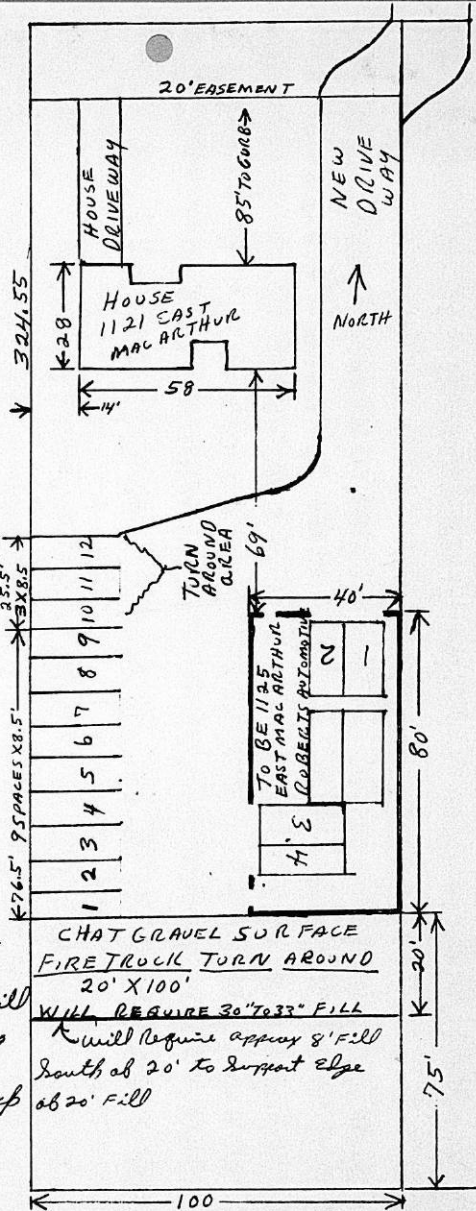 20' EASEMENT
HOUSE
DRIVEWAY
85' TO CURB
NEW
DRIVE
WAY
NORTH
324.55
28
HOUSE
1121 EAST
MAC ARTHUR
58
14'
TURN
AROUND
AREA
69'
40'
25.5'
3X8.5
12
11
10
9
8
7
6
5
4
3
2
1
76.5' 9 SPACES X 8.5'
TO BE 1125
EAST MAC ARTHUR
ROBERTS AUTOMOTIVE
2
1
3
4
80'
CHAT GRAVEL SURFACE
FIRE TRUCK TURN AROUND
20' X 100'
WILL REQUIRE 30" TO 33" FILL
will Require approx 8' Fill
South of 20' to Support Edge
of 20' Fill
20'
75'
100